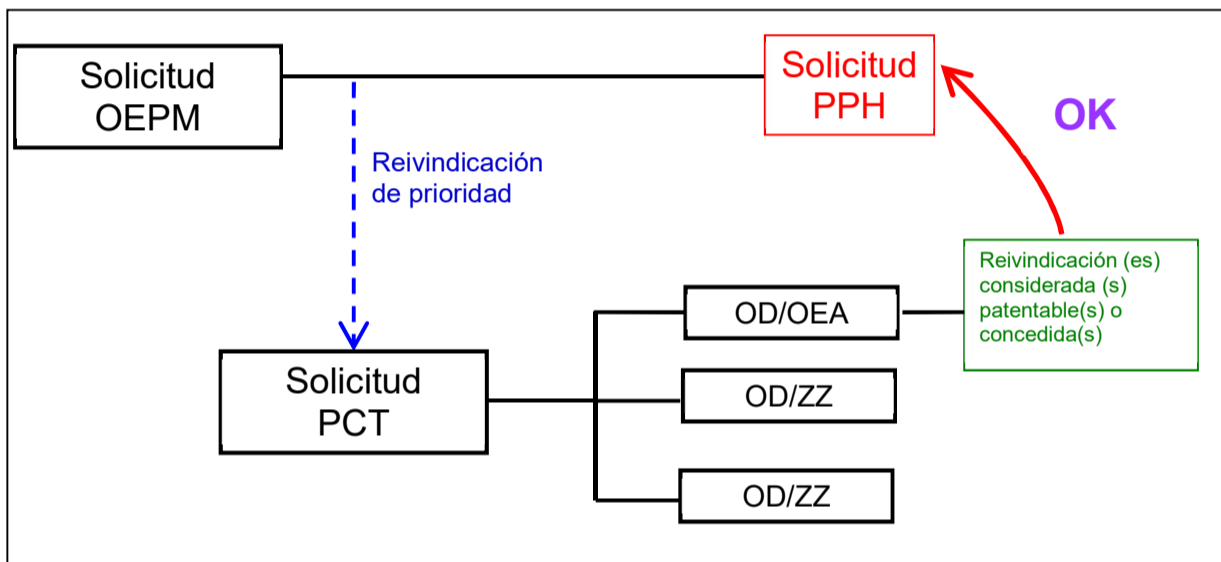 Solicitud
OEPM
Solicitud
PPH
OK
Reivindicación
de prioridad
Reivindicación (es)
considerada (s)
patentable(s) o
concedida(s)
OD/OEA
Solicitud
PCT
OD/ZZ
OD/ZZ